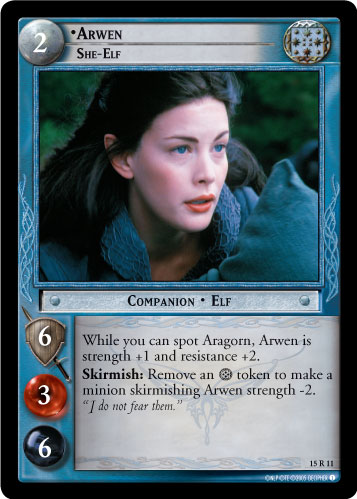 2
•Arwen
She-Elf
Companion • Elf
6
3
6
While you can spot Aragorn, Arwen is
strength +1 and resistance +2.
Skirmish: Remove an token to make a
minion skirmishing Arwen strength -2.
"I do not fear them."
15 R 11